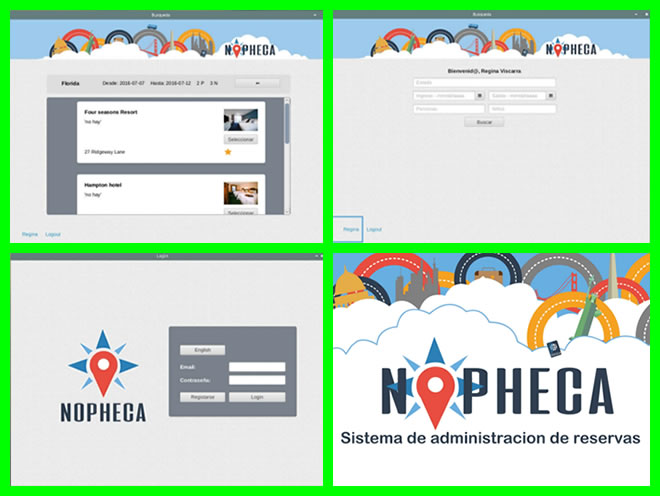 Busqueda
NOPHECA
Florida Desde: 2016-07-07 Hasta: 2016-07-12 2 P 3 N
Four seasons Resort
'no hay'
Seleccionar
27 Ridgeway Lane
Hampton hotel
'no hay'
Seleccionar
Regina Logout
Busqueda
NOPHECA
Bienvenid@, Regina Viscarra
Estado
Ingreso - mm/dd/aaaa Salida - mm/dd/aaaa
Personas Niños
Buscar
Regina Logout
Login
NOPHECA
English
Email:
Contraseña:
Registrarse Login
NOPHECA
Sistema de administracion de reservas